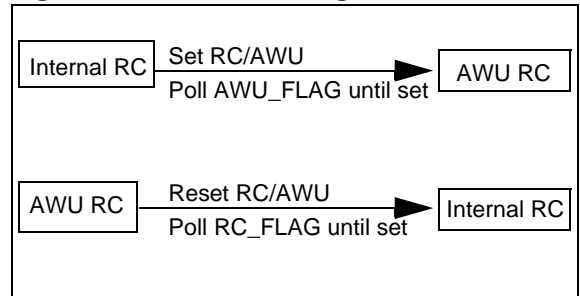 Internal RC
Set RC/AWU
Poll AWU_FLAG until set
AWU RC
AWU RC
Reset RC/AWU
Poll RC_FLAG until set
Internal RC